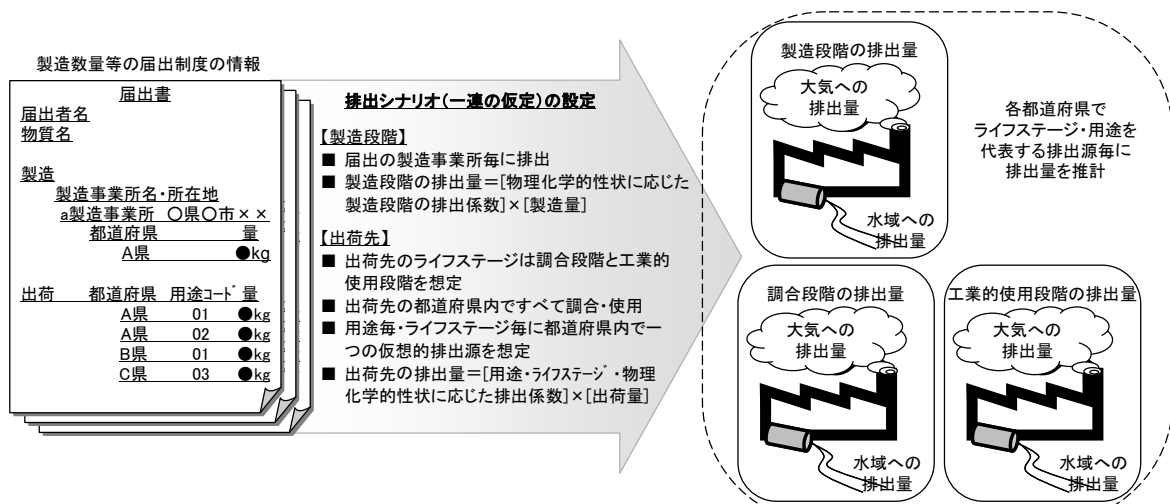 製造数量等の届出制度の情報
届出書
届出者名
物質名
製造
製造事業所名・所在地
a製造事業所 〇県〇市××
都道府県 量
A県 ●kg
出荷 都道府県 用途コード 量
A県 01 ●kg
A県 02 ●kg
B県 01 ●kg
C県 03 ●kg
排出シナリオ(一連の仮定)の設定
【製造段階】
■ 届出の製造事業所毎に排出
■ 製造段階の排出量＝[物理化学的性状に応じた
製造段階の排出係数]×[製造量]
【出荷先】
■ 出荷先のライフステージは調合段階と工業的
使用段階を想定
■ 出荷先の都道府県内ですべて調合・使用
■ 用途毎・ライフステージ毎に都道府県内で一
つの仮想的排出源を想定
■ 出荷先の排出量＝[用途・ライフステージ・物理
化学的性状に応じた排出係数]×[出荷量]
製造段階の排出量
大気への
排出量
水域への
排出量
各都道府県で
ライフステージ・用途を
代表する排出源毎に
排出量を推計
調合段階の排出量
大気への
排出量
水域への
排出量
工業的使用段階の排出量
大気への
排出量
水域への
排出量